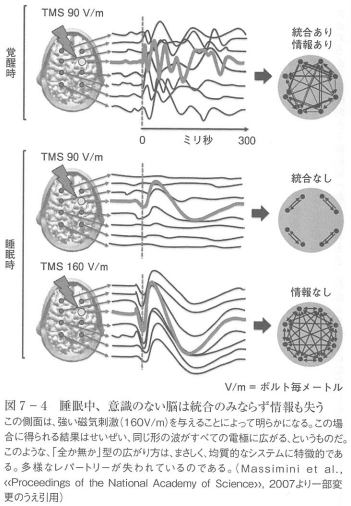 覚醒時
TMS 90 V/m
統合あり
情報あり
0
ミリ秒
300
睡眠時
TMS 90 V/m
統合なし
TMS 160 V/m
情報なし
V/m = ボルト毎メートル
図7-4 睡眠中、意識のない脳は統合のみならず情報も失う
この側面は、強い磁気刺激(160V/m)を与えることによって明らかになる。この場
合に得られる結果はせいぜい、同じ形の波がすべての電極に広がる、というものだ。
このような、「全か無か」型の広がり方は、まさしく、均質的なシステムに特徴的であ
る。多様なレパートリーが失われているのである。(Massimini et al.,
‹‹Proceedings of the National Academy of Science››, 2007より一部変
更のうえ引用)